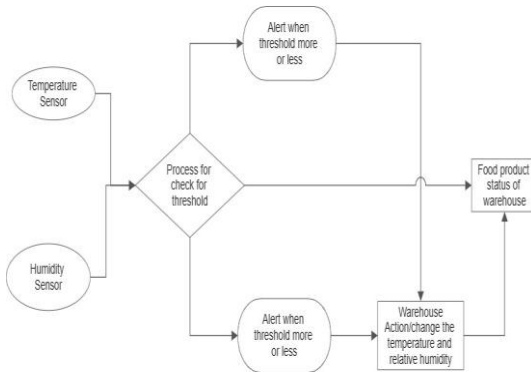 Alert when
threshold more
or less
Temperature
Sensor
Process for
check for
threshold
Food product
status of
warehouse
Humidity
Sensor
Alert when
threshold more
or less
Warehouse
Action/change the
temperature and
relative humidity